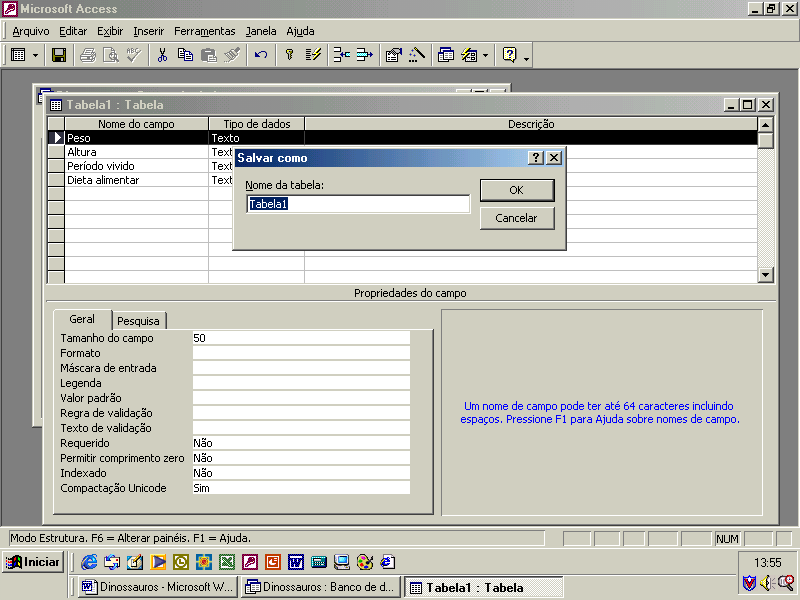 Microsoft Access
Arquivo Editar Exibir Inserir Ferramentas Janela Ajuda
Tabela1 : Tabela
Nome do campo Tipo de dados Descrição
Peso Texto
Altura Text
Período vivido Text
Dieta alimentar Text
Salvar como
Nome da tabela:
Tabela1
OK
Cancelar
Propriedades do campo
Geral Pesquisa
Tamanho do campo 50
Formato
Máscara de entrada
Legenda
Valor padrão
Regra de validação
Texto de validação
Requerido Não
Permitir comprimento zero Não
Indexado Não
Compactação Unicode Sim
Um nome de campo pode ter até 64 caracteres incluindo
espaços. Pressione F1 para Ajuda sobre nomes de campo.
Modo Estrutura. F6 = Alterar painéis. F1 = Ajuda. NUM
Iniciar 13:55
Dinossauros - Microsoft W... Dinossauros : Banco de d... Tabela1 : Tabela